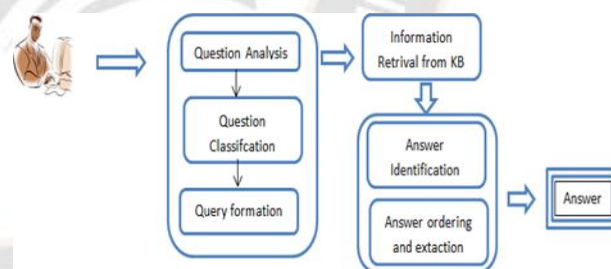 Question Analysis
Question
Classifcation
Query formation
Information
Retrival from KB
Answer
Identification
Answer ordering
and extaction
Answer